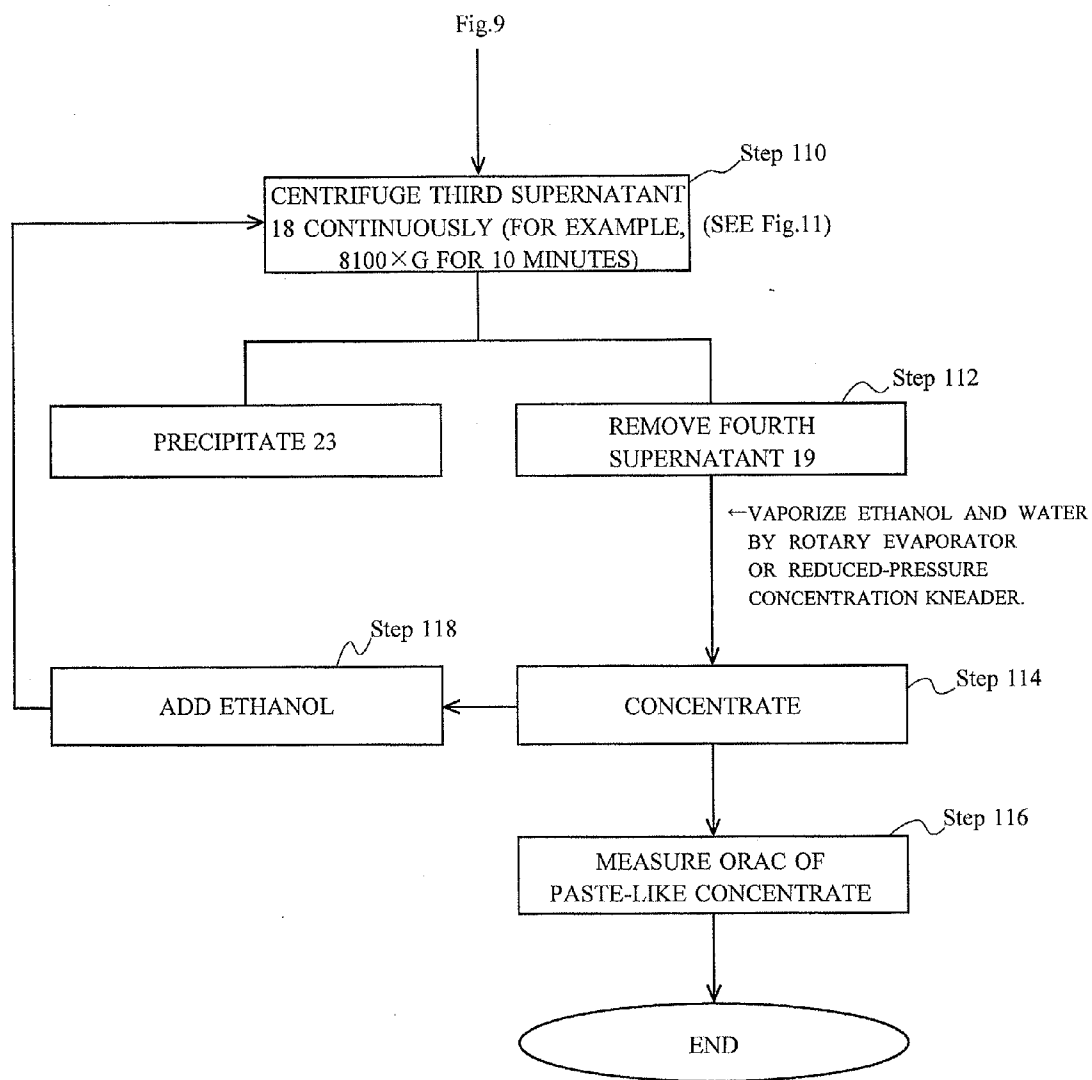 Fig.9
Step 110
CENTRIFUGE THIRD SUPERNATANT
18 CONTINUOUSLY (FOR EXAMPLE,
8100×G FOR 10 MINUTES)
(SEE Fig.11)
PRECIPITATE 23
Step 112
REMOVE FOURTH
SUPERNATANT 19
←VAPORIZE ETHANOL AND WATER
BY ROTARY EVAPORATOR
OR REDUCED-PRESSURE
CONCENTRATION KNEADER.
Step 118
ADD ETHANOL
Step 114
CONCENTRATE
Step 116
MEASURE ORAC OF
PASTE-LIKE CONCENTRATE
END